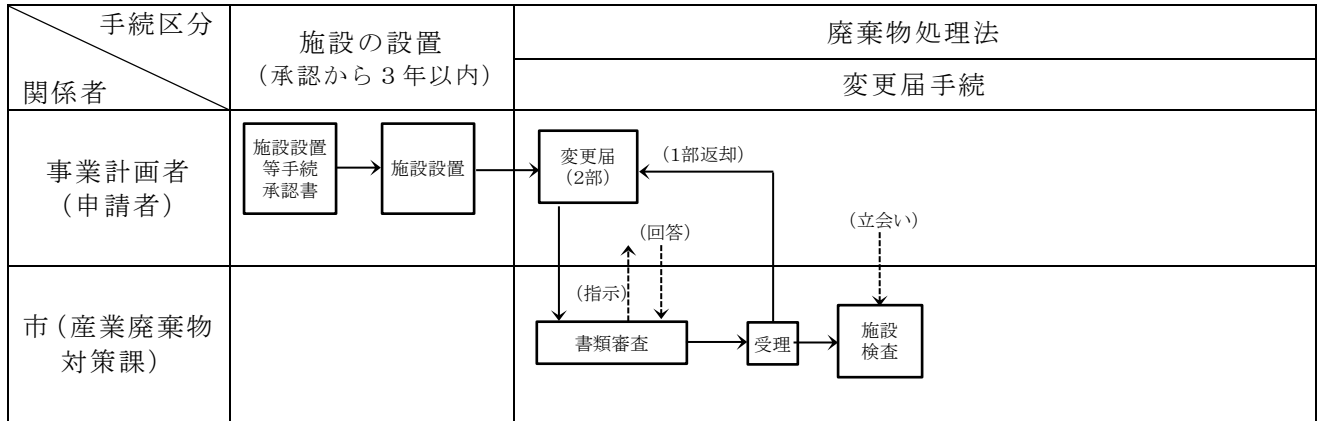 手続区分
関係者
施設の設置
（承認から３年以内）
廃棄物処理法
変更届手続
事業計画者
（申請者）
施設設置
等手続
承認書
施設設置
変更届
(2部)
(1部返却)
(回答)
(立会い)
市（産業廃棄物
対策課）
(指示)
書類審査
受理
施設
検査